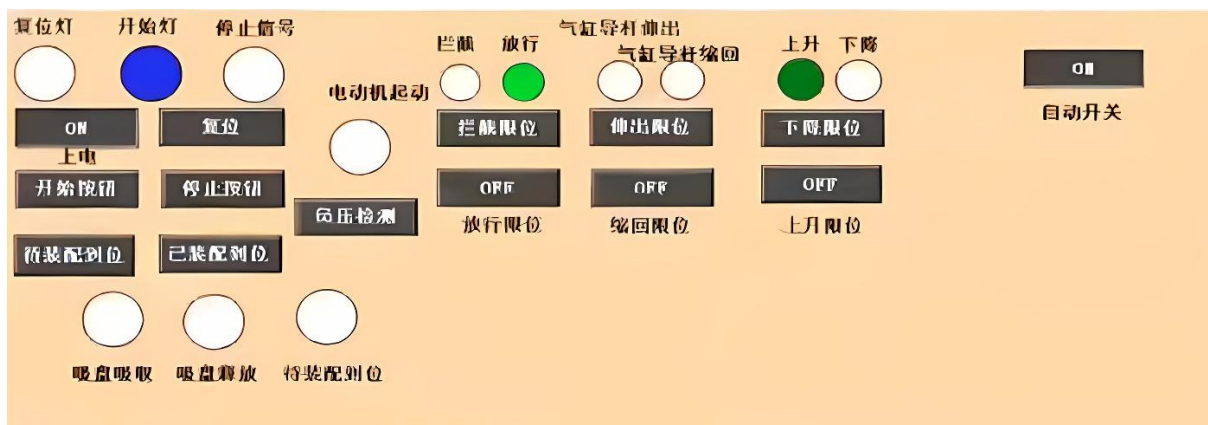 复位灯 开始灯 停止信号 气缸导杆伸出
拦截 放行 气缸导杆缩回 上升 下降
ON
电动机起动 自动开关
ON 复位 拦截限位 伸出限位 下降限位
上电
开始按钮 停止按钮 OFF OFF OFF
负压检测 放行限位 缩回限位 上升限位
待装配到位 已装配到位
吸盘吸取 吸盘释放 待装配到位